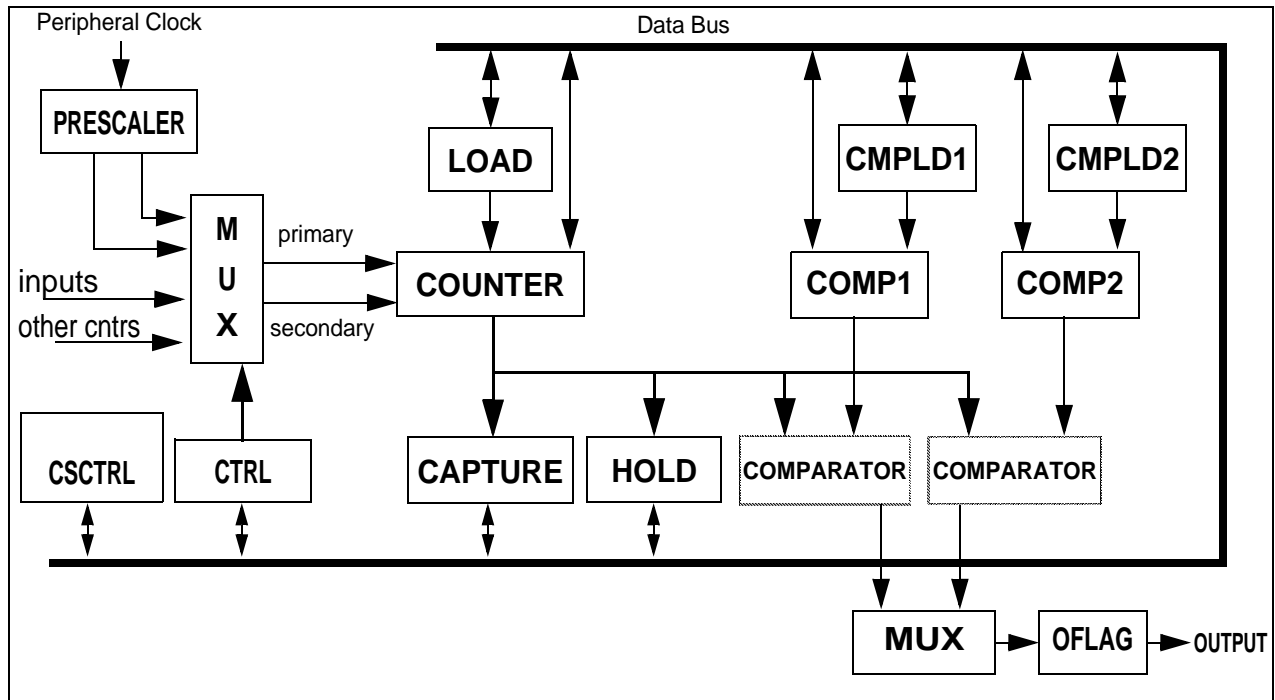 Peripheral Clock
Data Bus
PRESCALER
LOAD
CMPLD1
CMPLD2
M
U
X
primary
secondary
inputs
other cntrs
COUNTER
COMP1
COMP2
CSCTRL
CTRL
CAPTURE
HOLD
COMPARATOR
COMPARATOR
MUX
OFLAG
OUTPUT